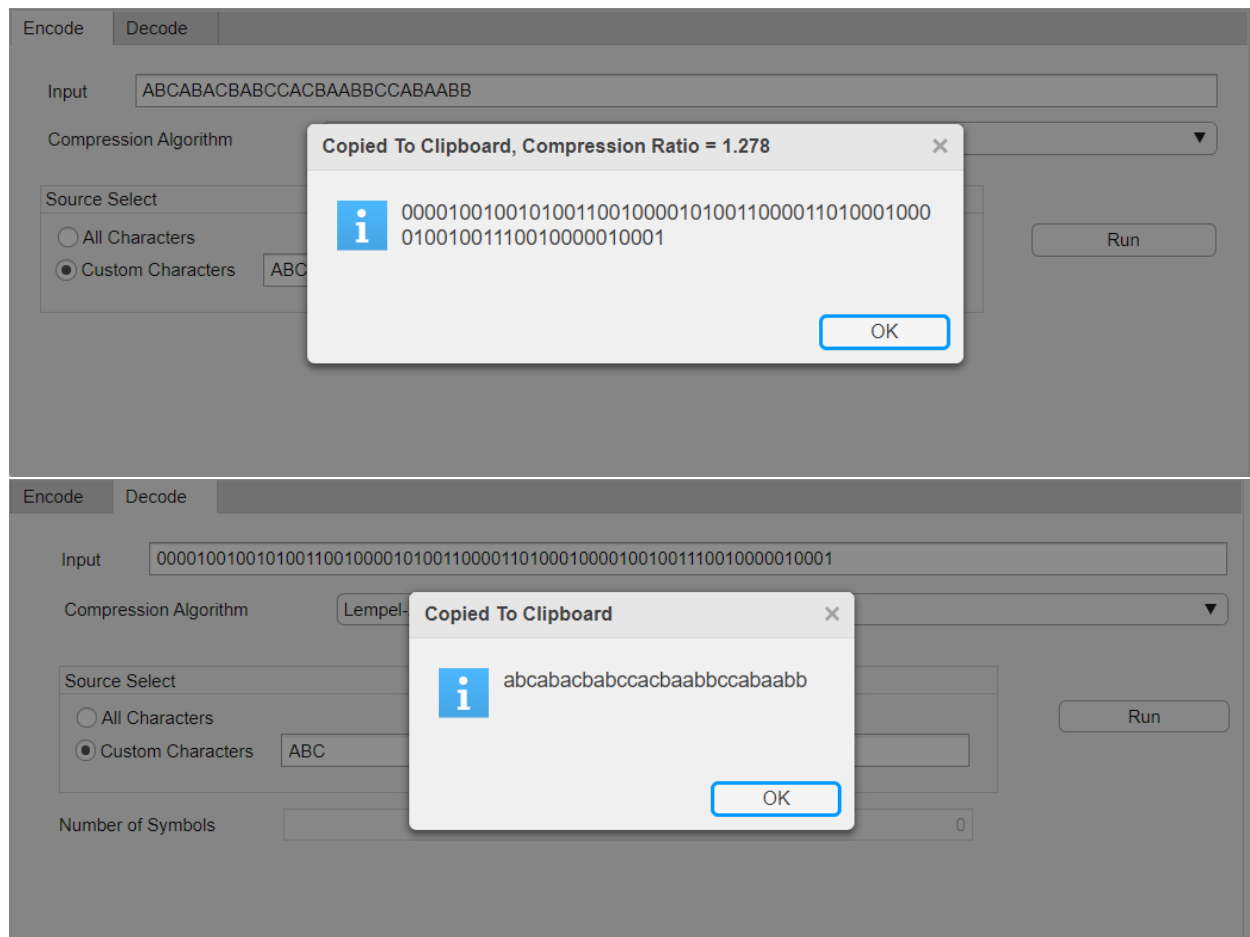 Encode Decode
Input ABCABACBABCCACBAABBCCABAABB
Compression Algorithm ▼
Copied To Clipboard, Compression Ratio = 1.278 ×
0000100100101001100100001010011000011010001000
01001001110010000010001
OK
Source Select
All Characters
Custom Characters ABC
Run
Encode Decode
Input 000010010010100110010000101001100001101000100001001001110010000010001
Compression Algorithm Lempel- ▼
Copied To Clipboard ×
abcabacbabccacbaabbccabaabb
OK
Source Select
All Characters
Custom Characters ABC
Run
Number of Symbols 0